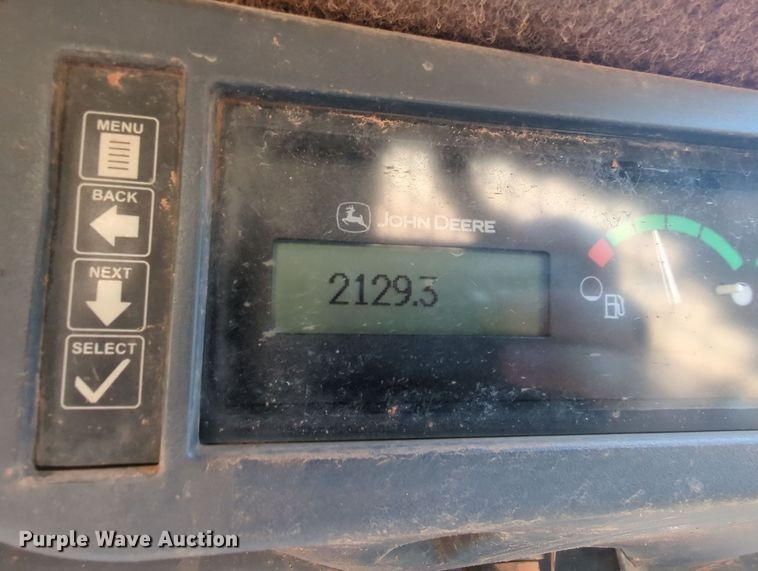 MENU
BACK
NEXT
SELECT
JOHN DEERE
2129.3
Purple Wave Auction